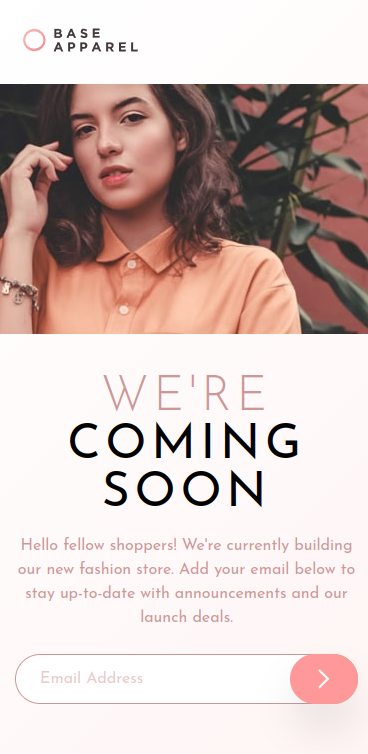 BASE
APPAREL
WE'RE
COMING
SOON
Hello fellow shoppers! We're currently building
our new fashion store. Add your email below to
stay up-to-date with announcements and our
launch deals.
Email Address